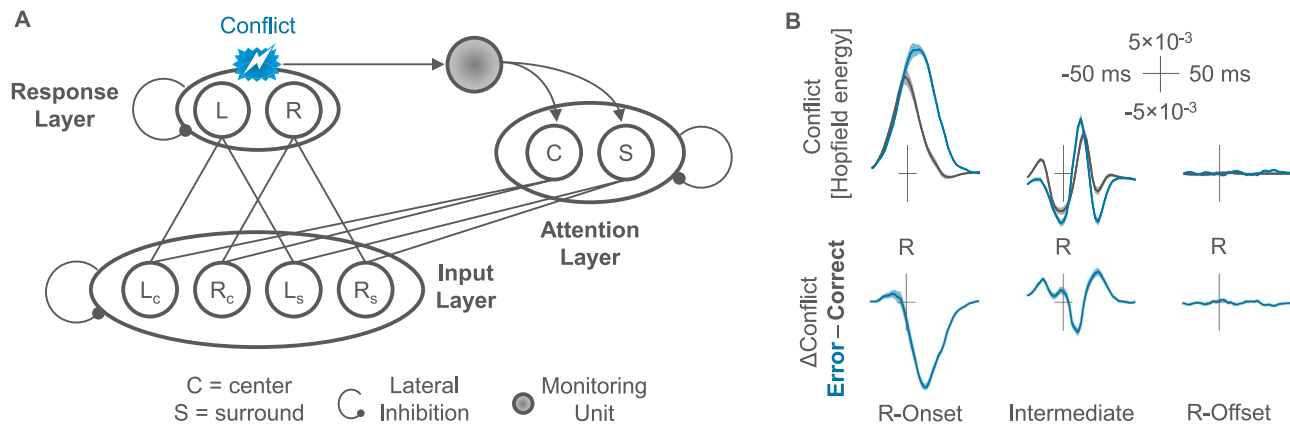 A
Conflict
Response
Layer
L
R
C
S
Attention
Layer
Input
Layer
Lc
Rc
Ls
Rs
C = center
S = surround
Lateral
Inhibition
Monitoring
Unit
B
Conflict
[Hopfield energy]
5×10⁻³
-50 ms
50 ms
-5×10⁻³
R
R
R
ΔConflict
Error – Correct
R-Onset
Intermediate
R-Offset